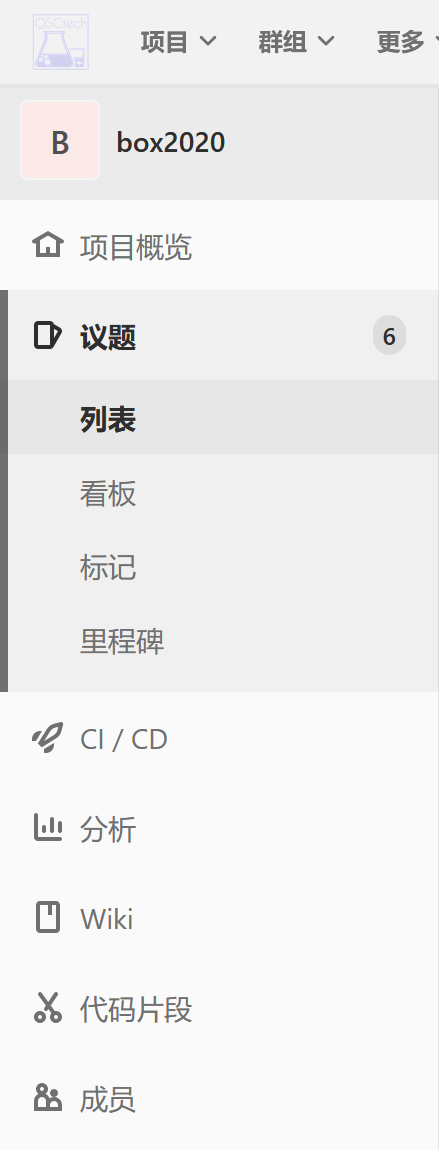 QSCtech
项目 群组 更多
B box2020
项目概览
议题 6
列表
看板
标记
里程碑
CI / CD
分析
Wiki
代码片段
成员